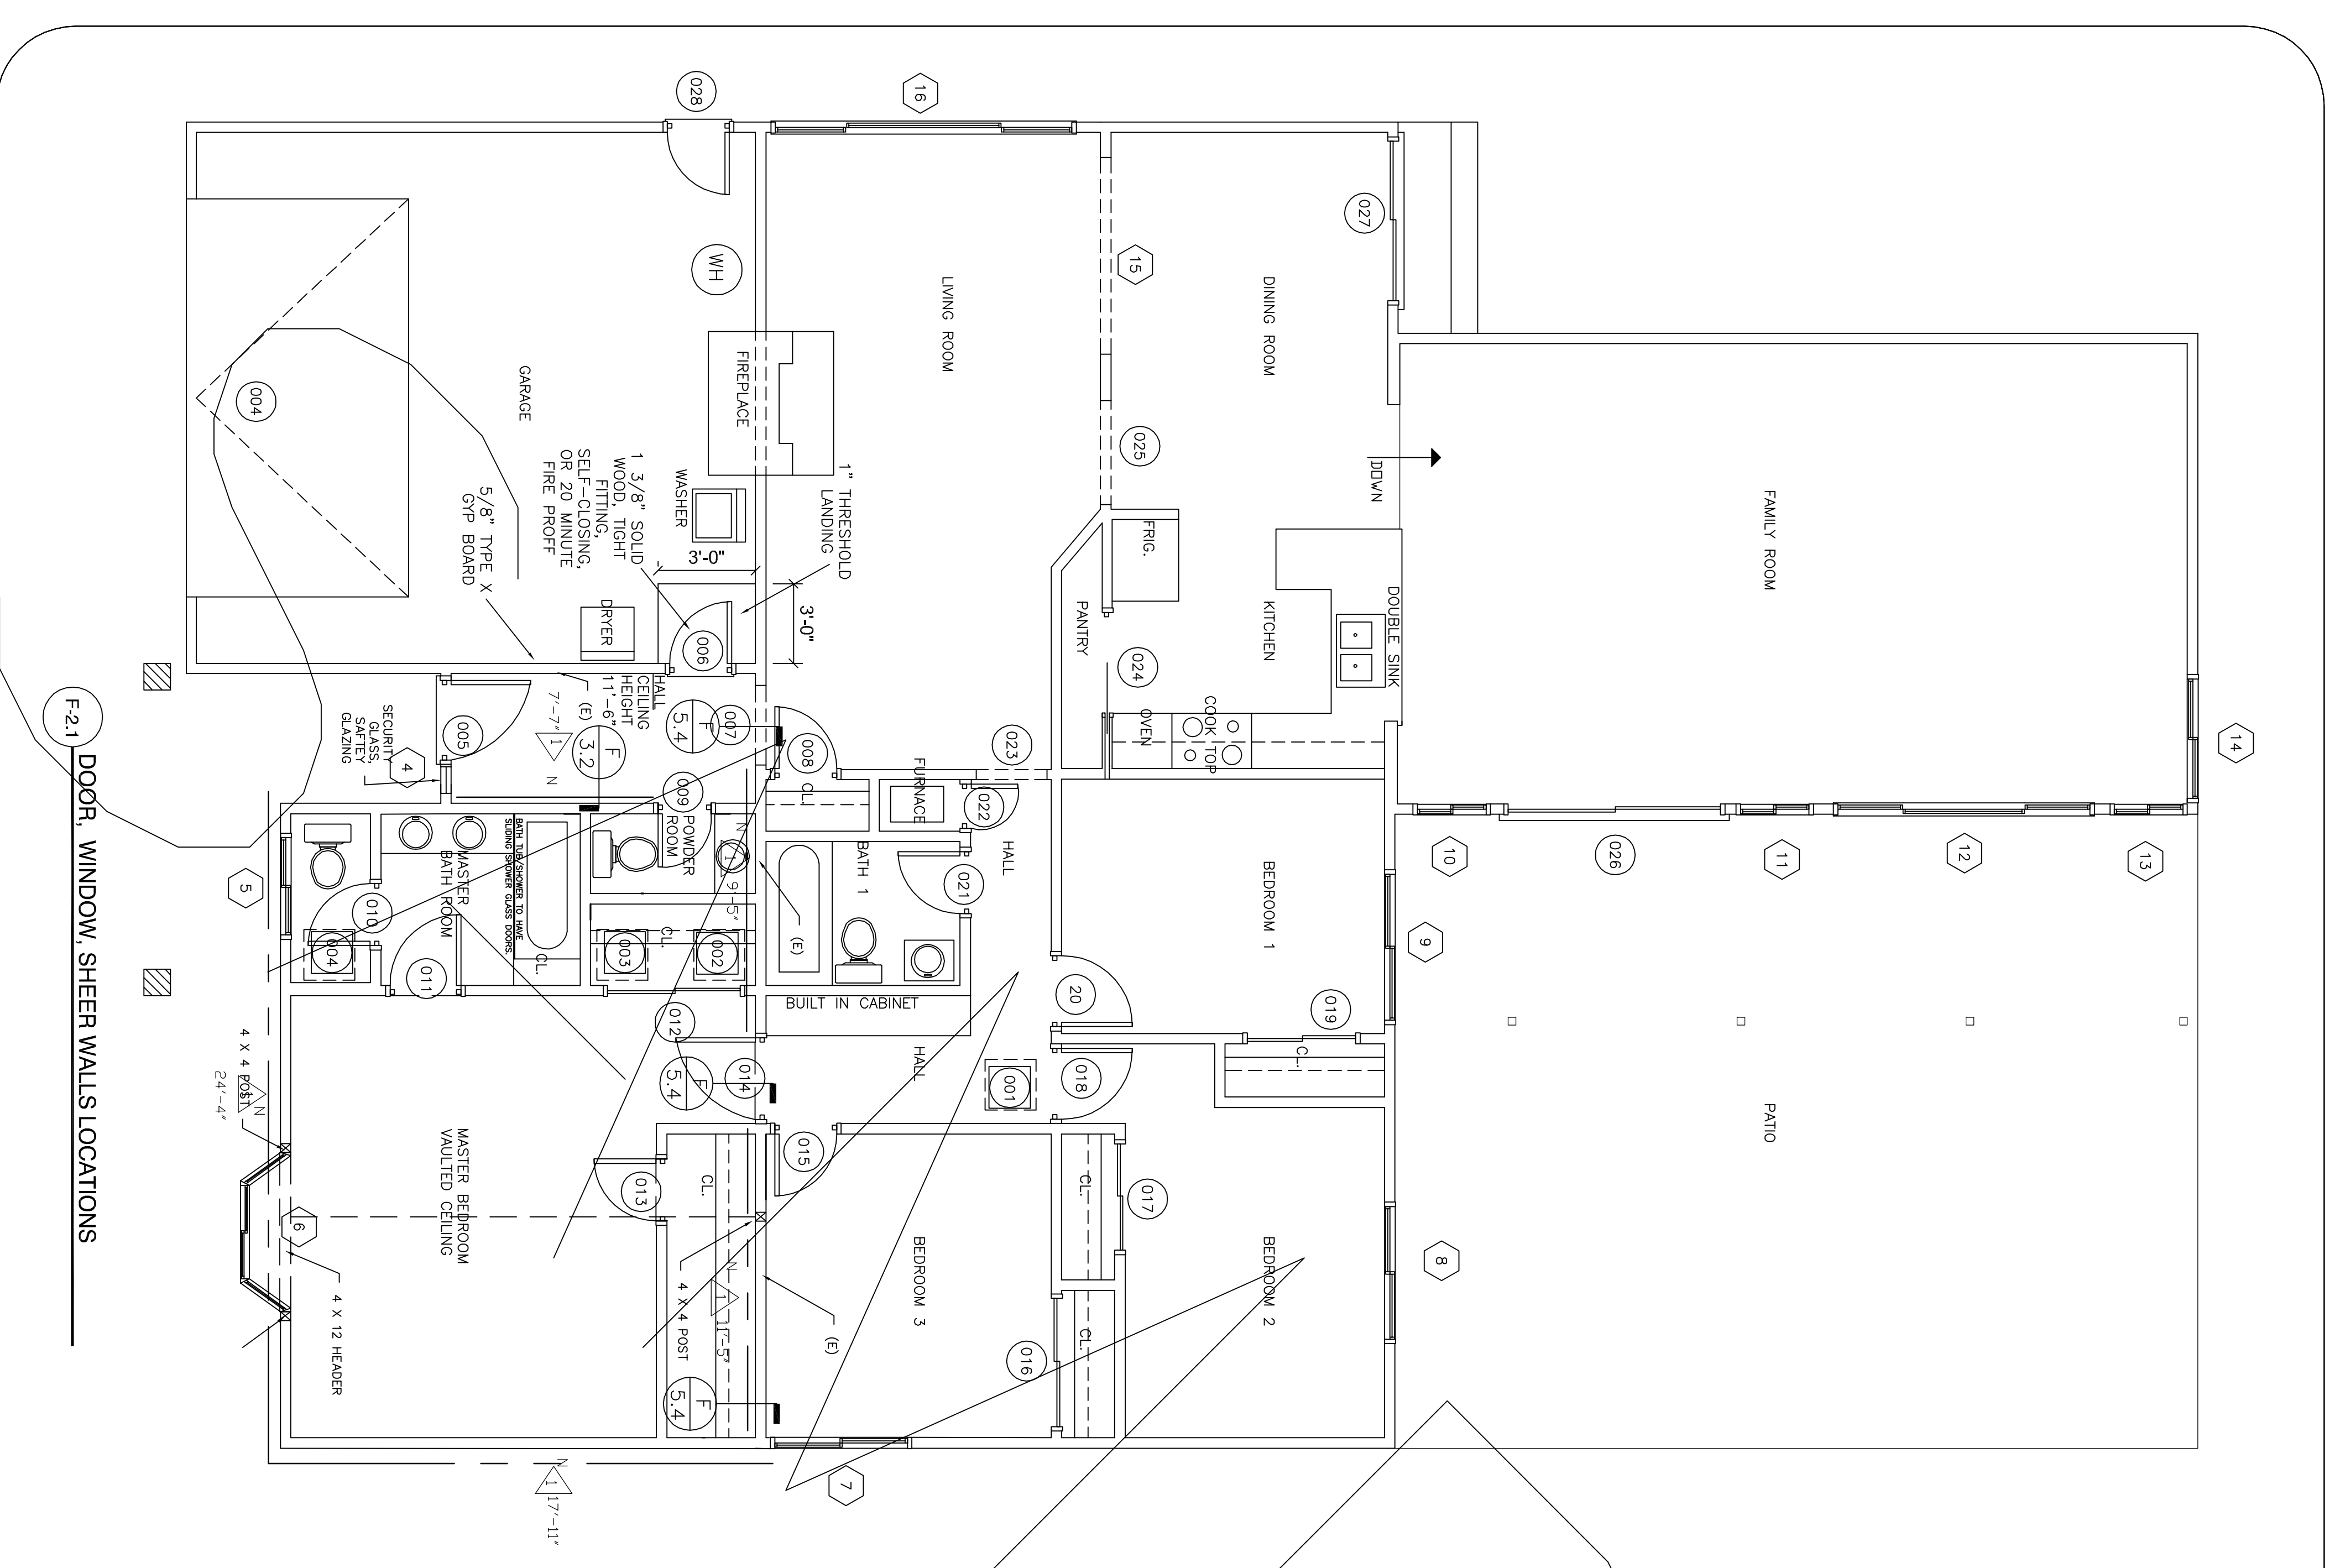 028
16
027
15
WH
LIVING ROOM
DINING ROOM
FAMILY ROOM
GARAGE
004
FIREPLACE
025
DOWN
WASHER
1" THRESHOLD
LANDING
1 3/8" SOLID
WOOD, TIGHT
FITTING,
SELF-CLOSING,
OR 20 MINUTE
FIRE PROFF
5/8" TYPE X
GYP BOARD
3'-0"
3'-0"
FRIG.
PANTRY
KITCHEN
DOUBLE SINK
DRYER
006
024
OVEN
COOK TOP
023
14
HALL
CEILING
HEIGHT
11'-6"
(E)
7'-7"
1
N
F
3.2
F
5.4
007
008
005
SECURITY
GLASS,
SAFTEY
GLAZING
4
009
CL.
FURNACE
022
HALL
POWDER
ROOM
N
1
9'-5"
(E)
BATH 1
021
BEDROOM 1
10
026
11
12
13
9
5
010
MASTER
BATH ROOM
BATH TUB/SHOWER TO HAVE
SLIDING SHOWER GLASS DOORS.
CL.
CL.
004
003
002
011
012
BUILT IN CABINET
20
019
CL.
HALL
001
018
014
F
5.4
015
013
CL.
CL.
017
PATIO
4 X 4 POST
1
N
24'-4"
MASTER BEDROOM
VAULTED CEILING
6
4 X 12 HEADER
4 X 4 POST
N
1
11'-5"
(E)
BEDROOM 3
BEDROOM 2
8
CL.
016
F
5.4
7
N
1
17'-11"
F-2.1
DOOR, WINDOW, SHEER WALLS LOCATIONS